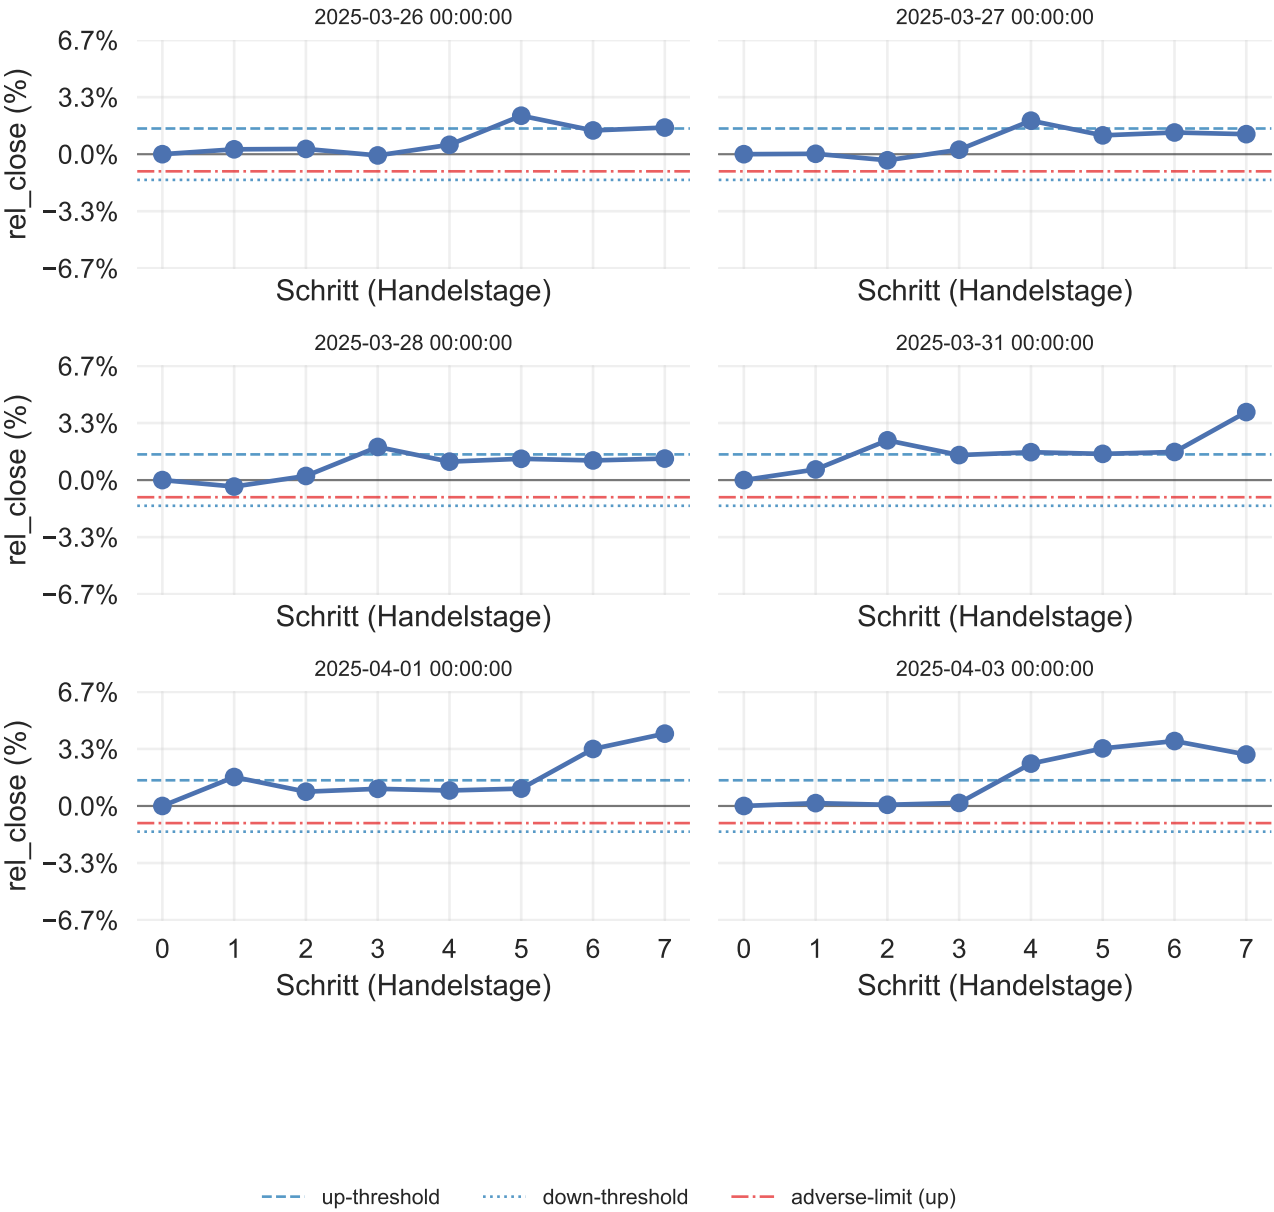 2025-03-26 00:00:00
2025-03-27 00:00:00
6.7%
3.3%
0.0%
−3.3%
−6.7%
rel_close (%)
Schritt (Handelstage)
Schritt (Handelstage)
2025-03-28 00:00:00
2025-03-31 00:00:00
6.7%
3.3%
0.0%
−3.3%
−6.7%
rel_close (%)
Schritt (Handelstage)
Schritt (Handelstage)
2025-04-01 00:00:00
2025-04-03 00:00:00
6.7%
3.3%
0.0%
−3.3%
−6.7%
rel_close (%)
0 1 2 3 4 5 6 7
0 1 2 3 4 5 6 7
Schritt (Handelstage)
Schritt (Handelstage)
up-threshold down-threshold adverse-limit (up)